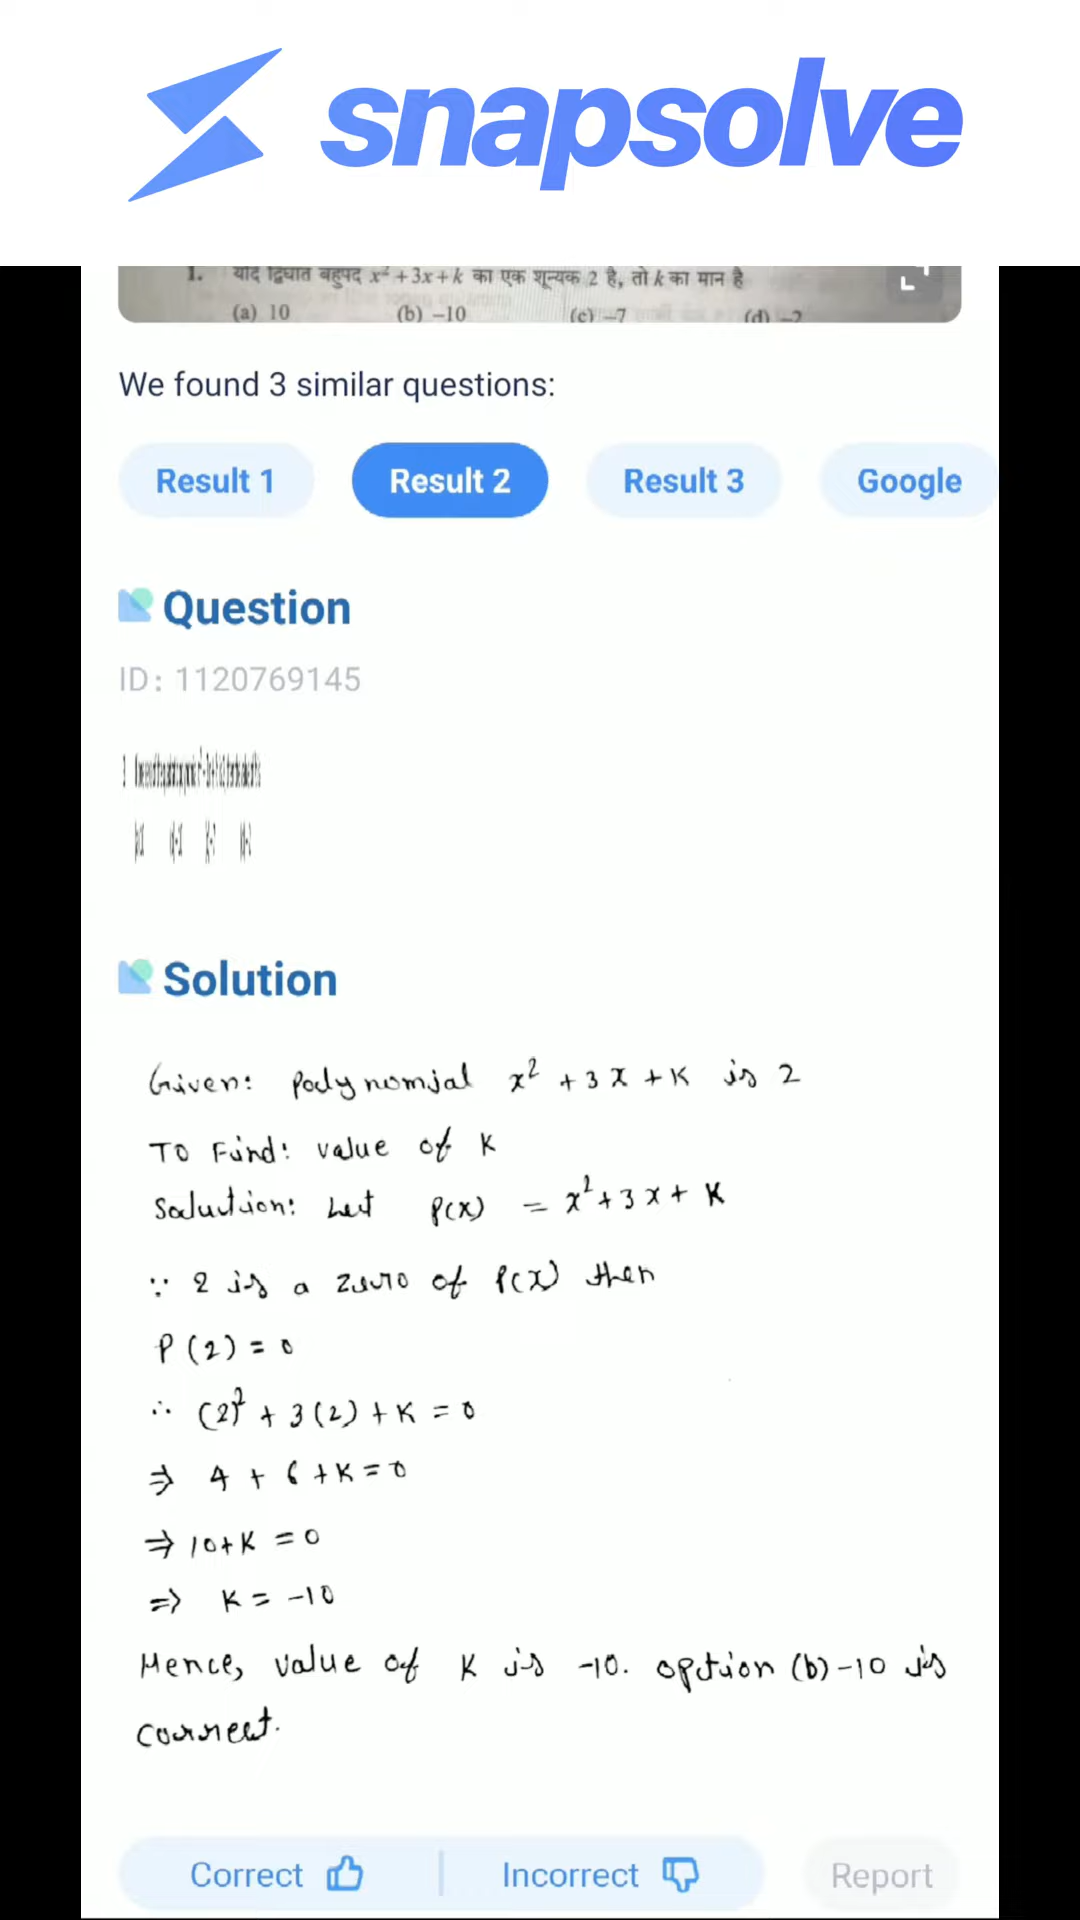 snapsolve
1. यदि द्विघात बहुपद x² + 3x + k का एक शून्यक 2 है, तो k का मान है
(a) 10 (b) –10 (c) –7 (d) –2
We found 3 similar questions:
Result 1 Result 2 Result 3 Google
Question
ID: 1120769145
Solution
Given: Polynomial x² + 3x + K is 2
To Find: value of K
Solution: Let P(x) = x² + 3x + K
∵ 2 is a zero of P(x) then
P(2) = 0
∴ (2)² + 3(2) + K = 0
⇒ 4 + 6 + K = 0
⇒ 10 + K = 0
⇒ K = -10
Hence, value of K is -10. option (b) -10 is
correct.
Correct Incorrect Report